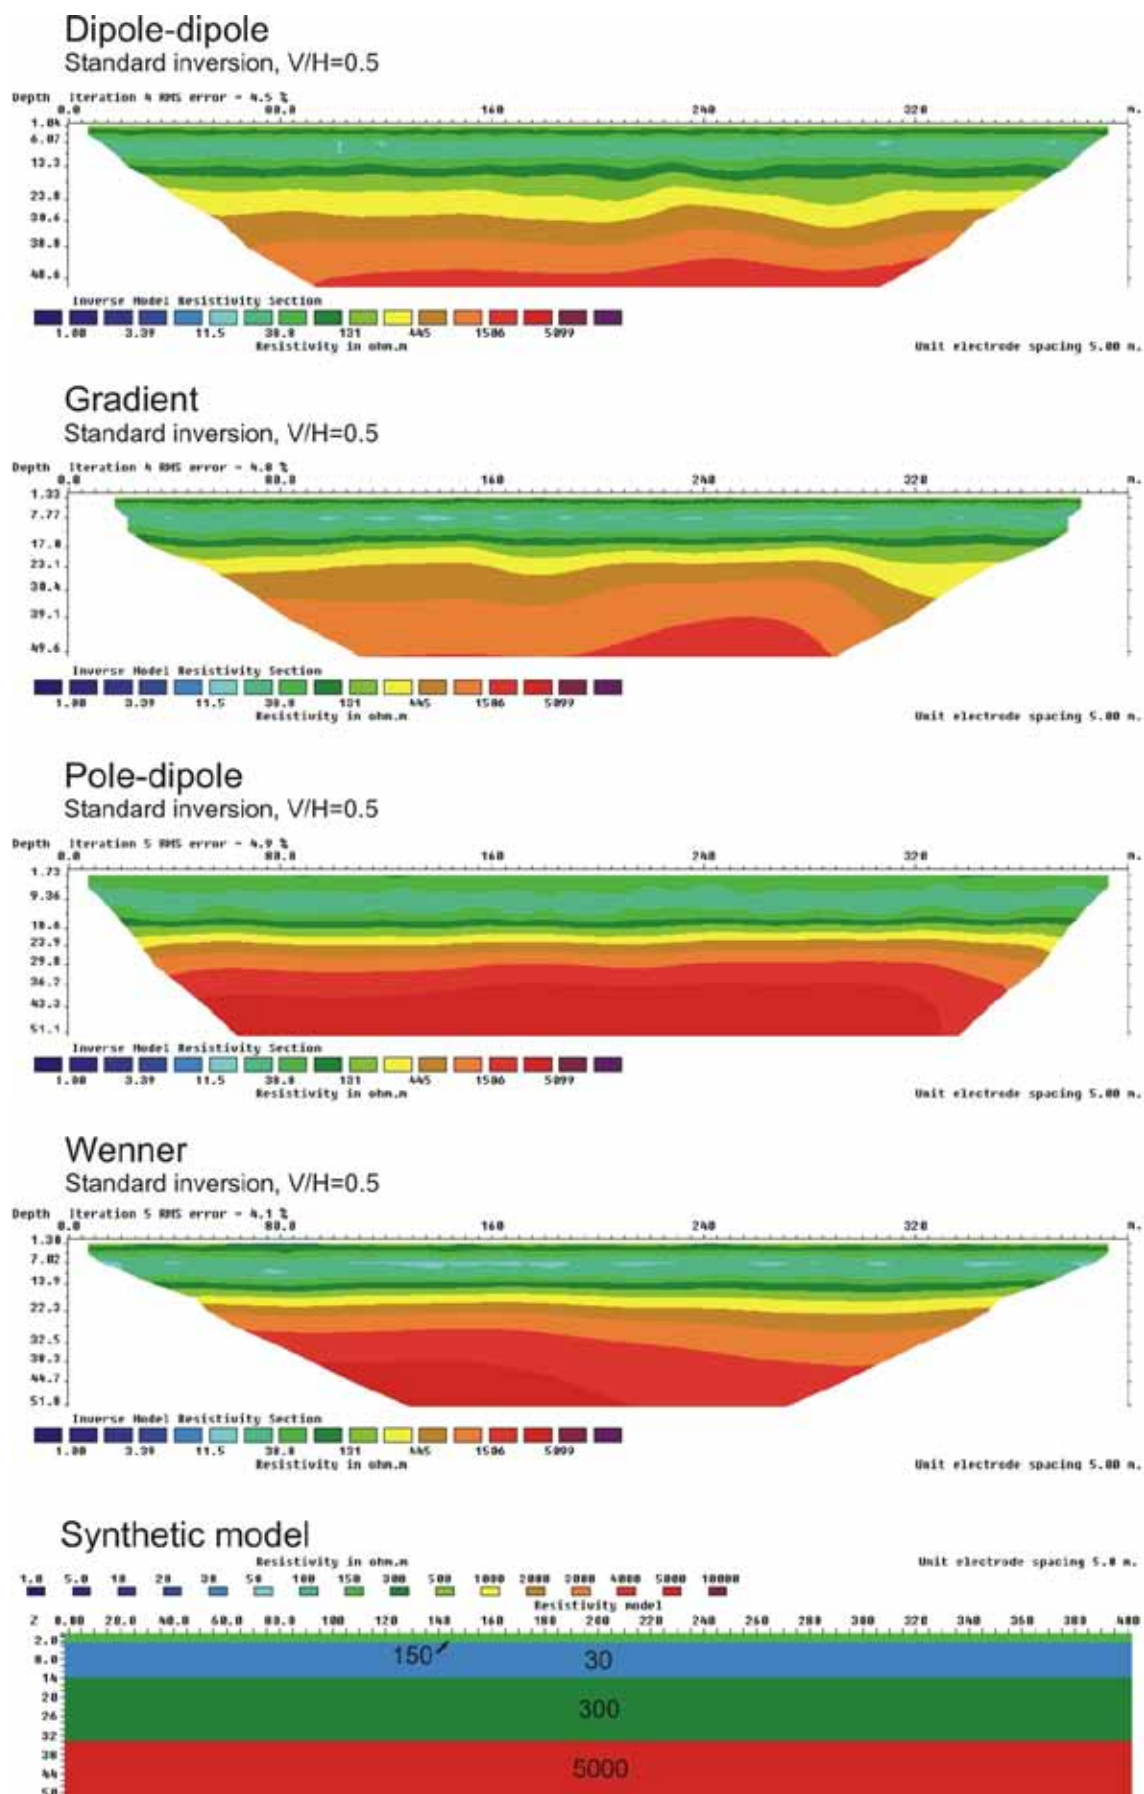 Dipole-dipole
Standard inversion, V/H=0.5
Depth Iteration 4 RMS error = 4.5 %
0.0 80.0 160 240 320 m.
1.04
6.07
13.3
23.8
30.6
38.8
48.6
Inverse Model Resistivity Section
1.00 3.39 11.5 38.8 131 445 1506 5099
Resistivity in ohm.m
Unit electrode spacing 5.00 m.
Gradient
Standard inversion, V/H=0.5
Depth Iteration 4 RMS error = 4.8 %
0.0 80.0 160 240 320 m.
1.33
7.77
17.0
23.1
30.4
39.1
49.6
Inverse Model Resistivity Section
1.00 3.39 11.5 38.8 131 445 1506 5099
Resistivity in ohm.m
Unit electrode spacing 5.00 m.
Pole-dipole
Standard inversion, V/H=0.5
Depth Iteration 5 RMS error = 4.9 %
0.0 80.0 160 240 320 m.
1.73
9.36
18.6
23.9
29.8
36.2
43.3
51.1
Inverse Model Resistivity Section
1.00 3.39 11.5 38.8 131 445 1506 5099
Resistivity in ohm.m
Unit electrode spacing 5.00 m.
Wenner
Standard inversion, V/H=0.5
Depth Iteration 5 RMS error = 4.1 %
0.0 80.0 160 240 320 m.
1.30
7.02
13.9
22.3
32.5
38.3
44.7
51.8
Inverse Model Resistivity Section
1.00 3.39 11.5 38.8 131 445 1506 5099
Resistivity in ohm.m
Unit electrode spacing 5.00 m.
Synthetic model
Resistivity in ohm.m
Unit electrode spacing 5.0 m.
1.0 5.0 10 20 30 50 100 150 300 500 1000 2000 4000 5000 10000
Resistivity model
Z 0.00 20.0 40.0 60.0 80.0 100 120 140 160 180 200 220 240 260 280 300 320 340 360 380 400
2.0
8.0
14
20
26
32
38
44
50
150
30
300
5000